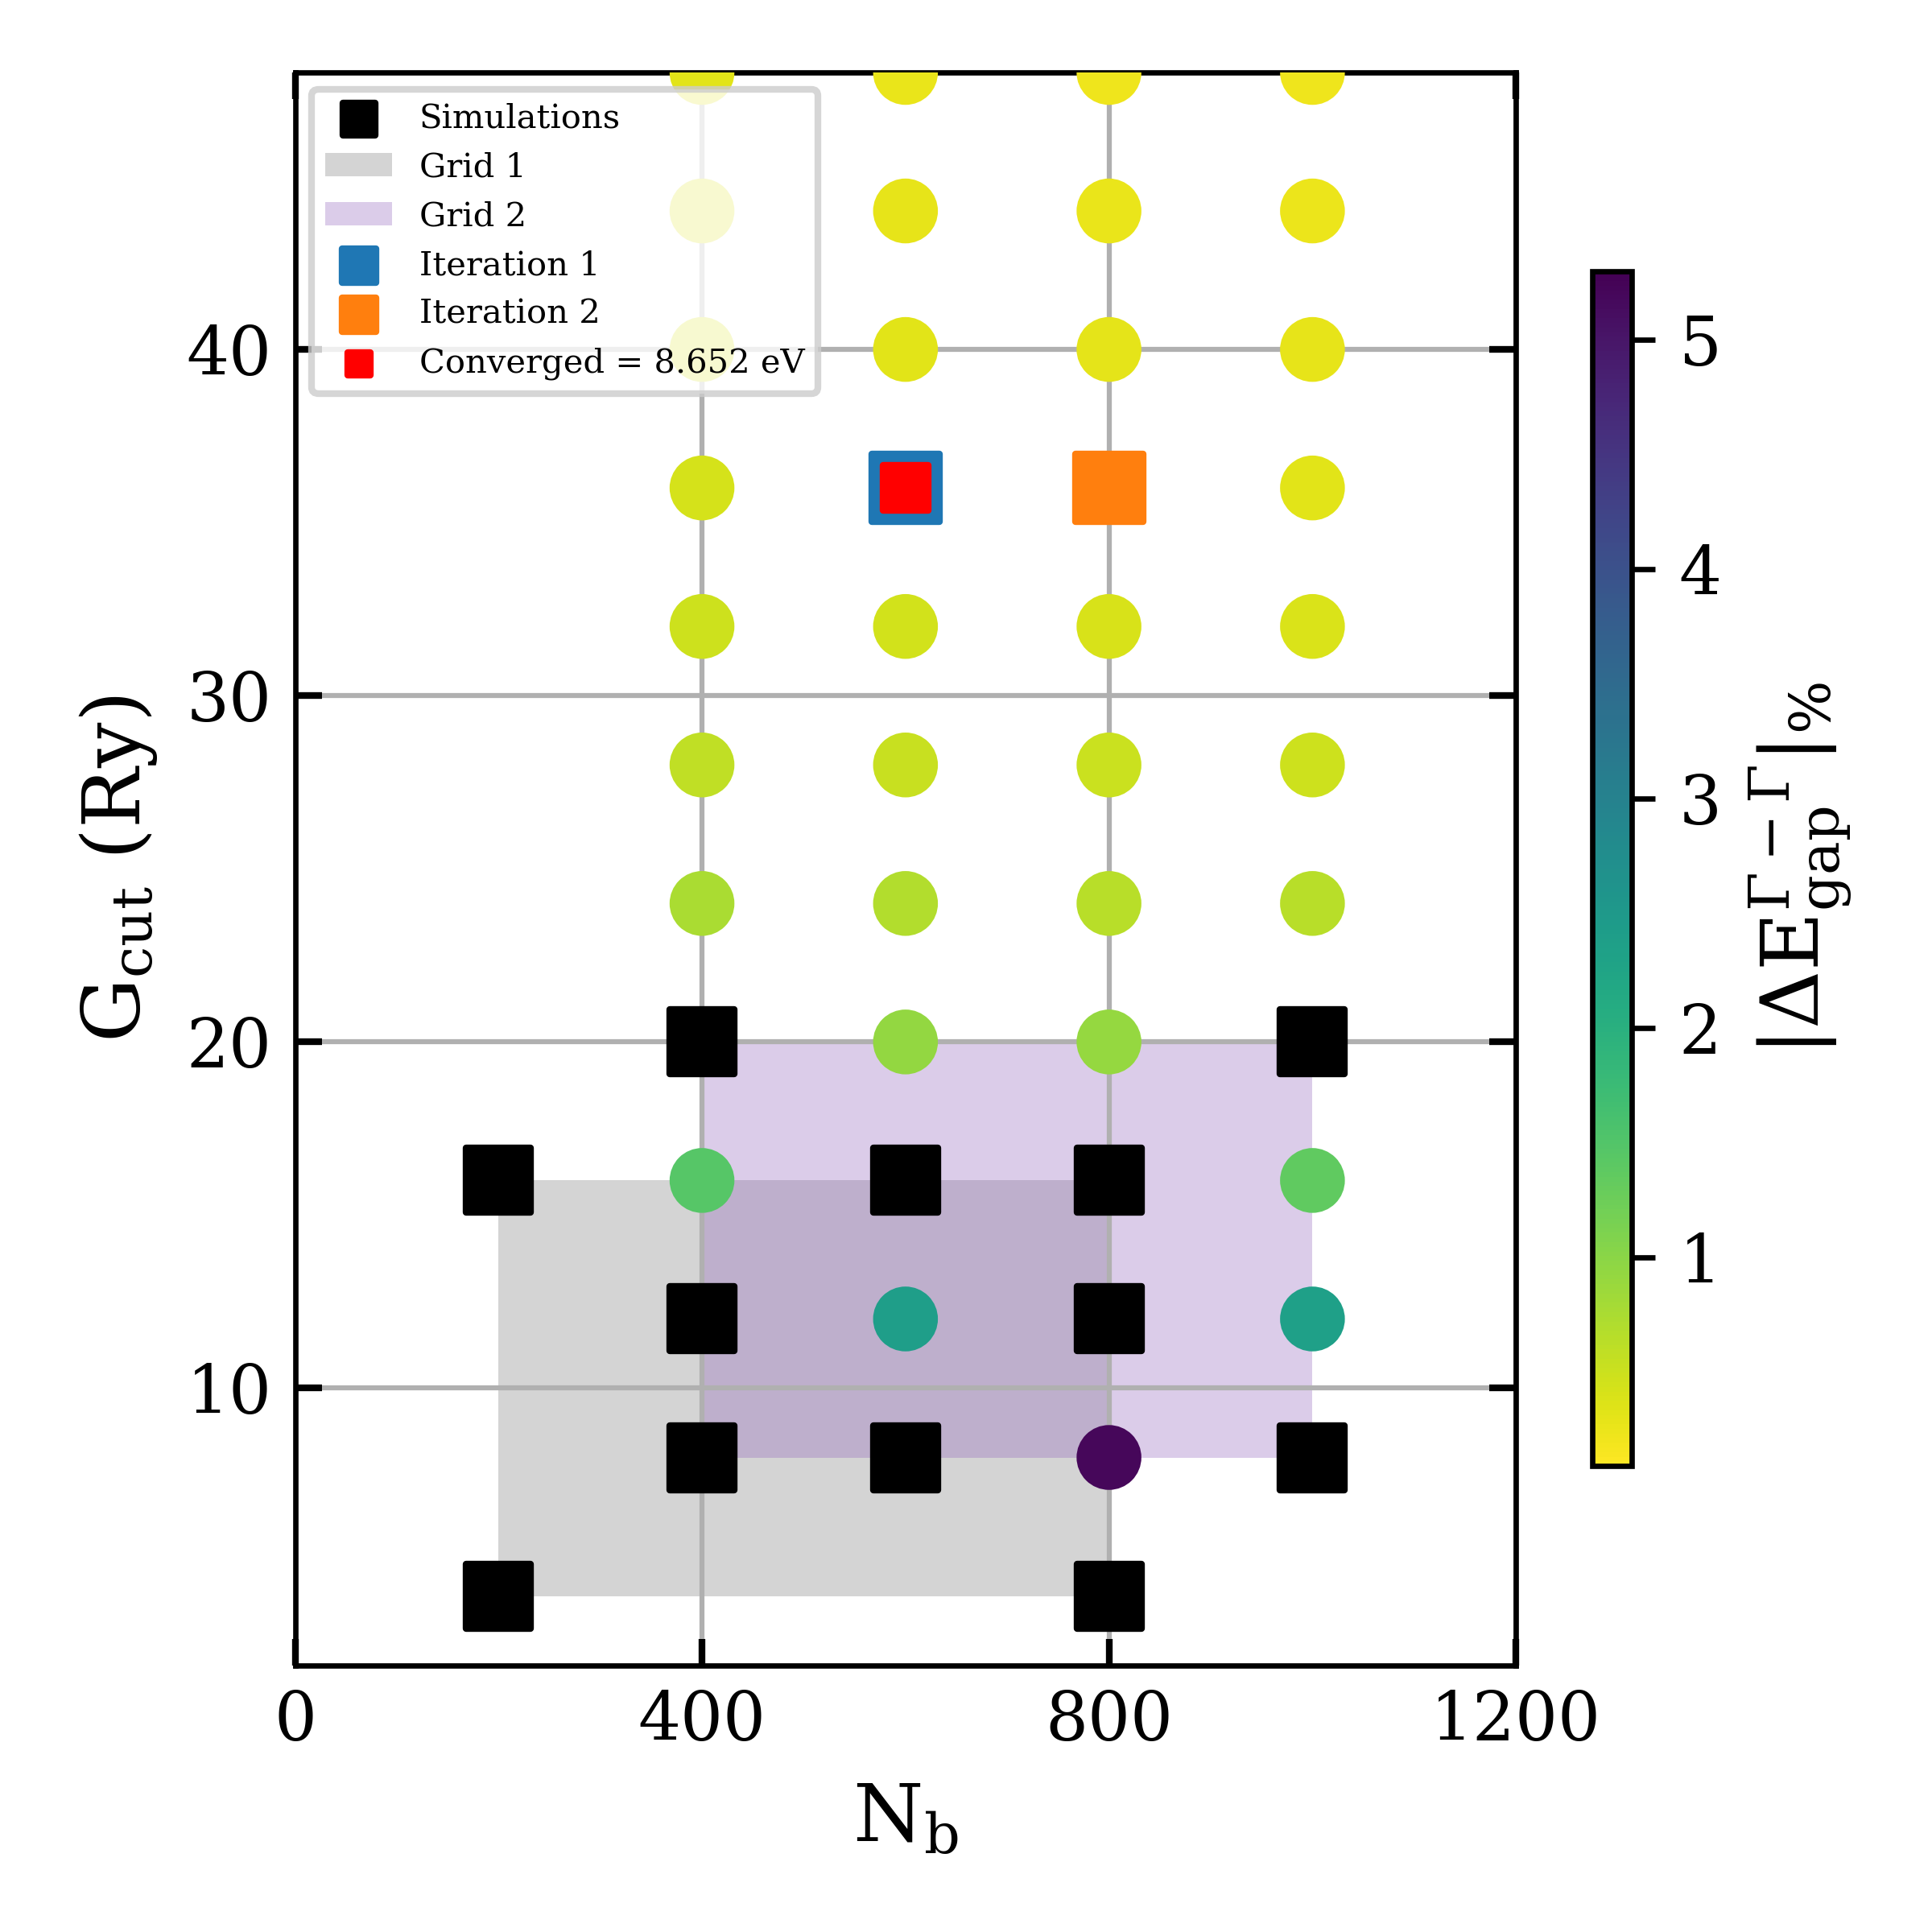 Simulations
Grid 1
Grid 2
Iteration 1
Iteration 2
Converged = 8.652 eV
40
30
20
10
G_cut (Ry)
0 400 800 1200
N_b
5
4
3
2
1
|ΔE_gap^Γ−Γ|%